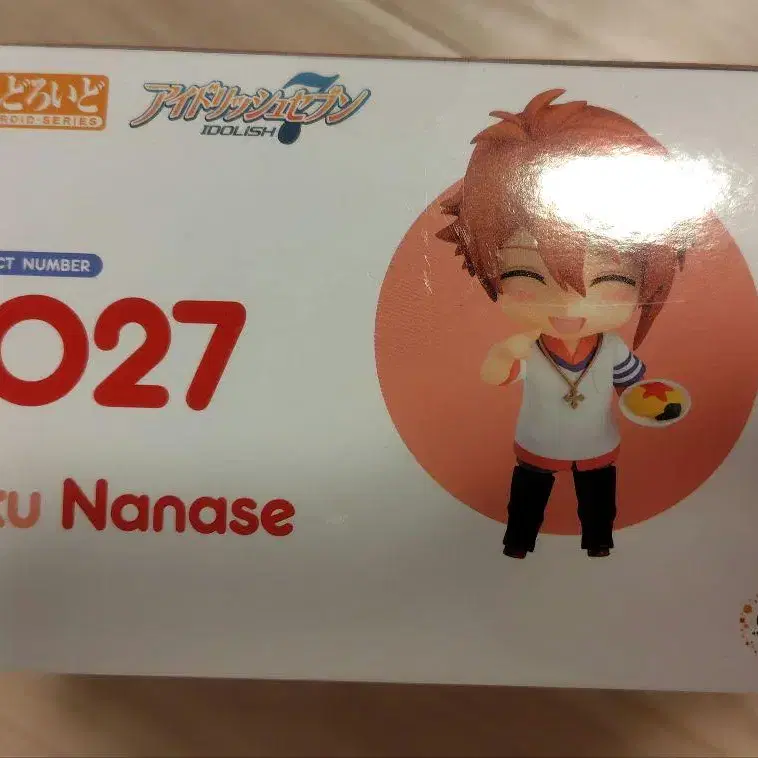 どろいど
ROID-SERIES
アイドリッシュセブン
IDOLISH7
CT NUMBER
027
u Nanase